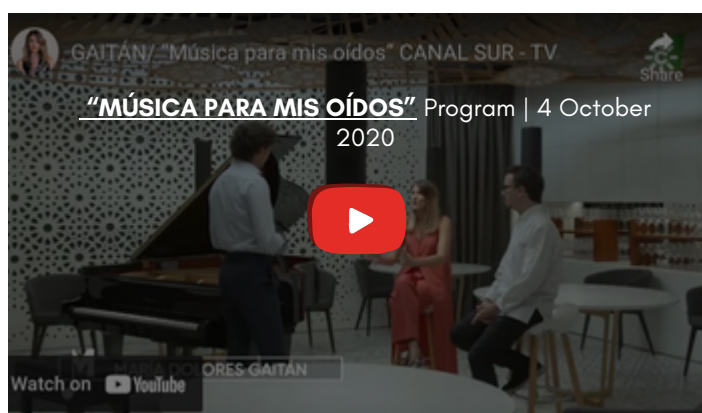 GAITÁN/ “Música para mis oídos” CANAL SUR - TV
Share
“MÚSICA PARA MIS OÍDOS” Program | 4 October
2020
MARÍA DOLORES GAITÁN
Watch on YouTube